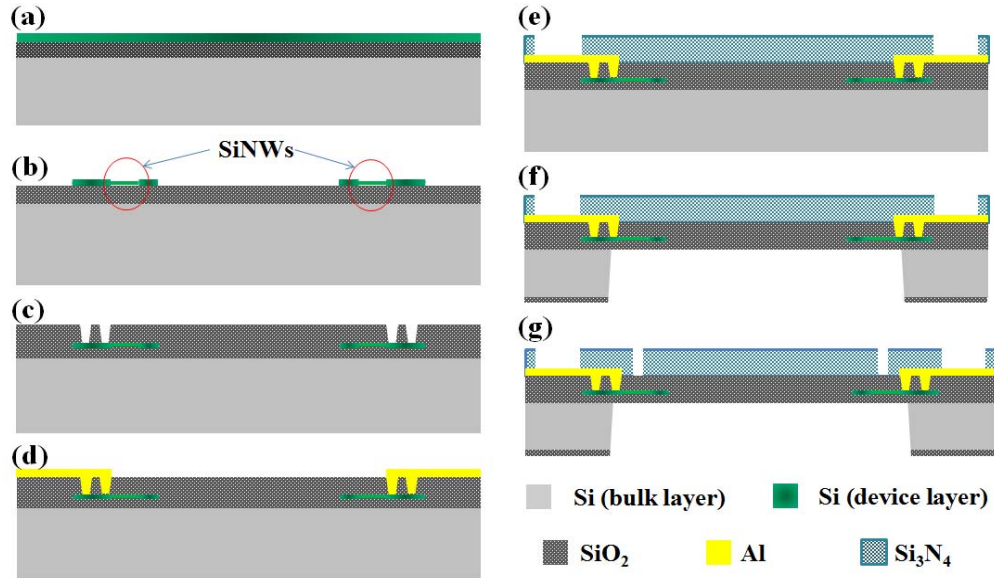 (a)
SiNWs
(b)
(c)
(d)
(e)
(f)
(g)
Si (bulk layer)
Si (device layer)
SiO₂
Al
Si₃N₄